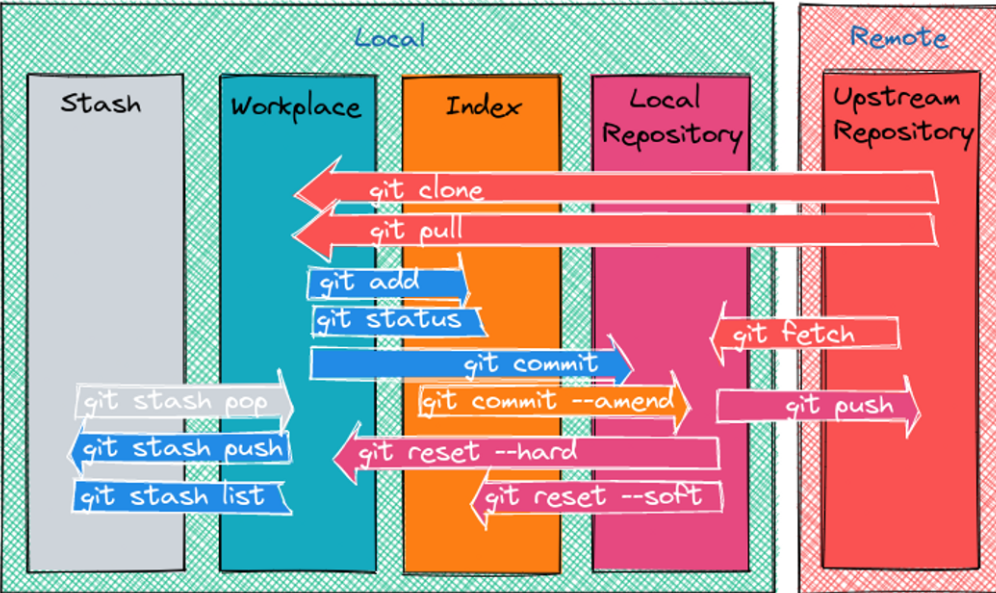 Local
Remote
Stash
Workplace
Index
Local
Repository
Upstream
Repository
git clone
git pull
git add
git status
git fetch
git commit
git stash pop
git commit --amend
git push
git stash push
git reset --hard
git stash list
git reset --soft